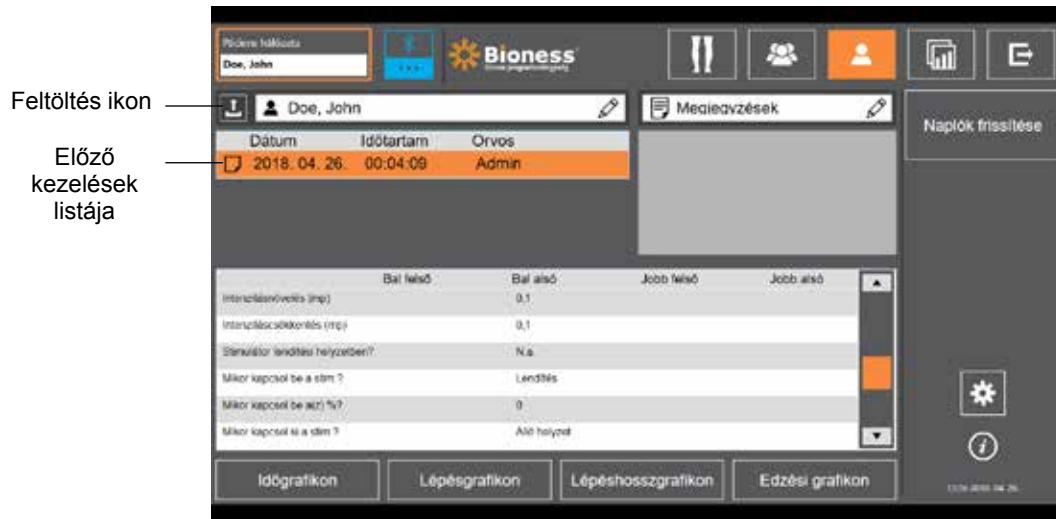 Feltöltés ikon
Előző
kezelések
listája
Páciens hálózata
Doe, John
Bioness
Doe, John
Megjegyzések
Naplók frissítése
Dátum Időtartam Orvos
2018. 04. 26. 00:04:09 Admin
Bal felső Bal alsó Jobb felső Jobb alsó
Intenzitásnövelés (mp) 0,1
Intenzitáscsökkentés (mp) 0,1
Stimulátor lendítési helyzetben? N.a.
Mikor kapcsol be a stim ? Lendítés
Mikor kapcsol be a(z) %? 0
Mikor kapcsol ki a stim ? Álló helyzet
Időgrafikon
Lépésgrafikon
Lépéshosszgrafikon
Edzési grafikon